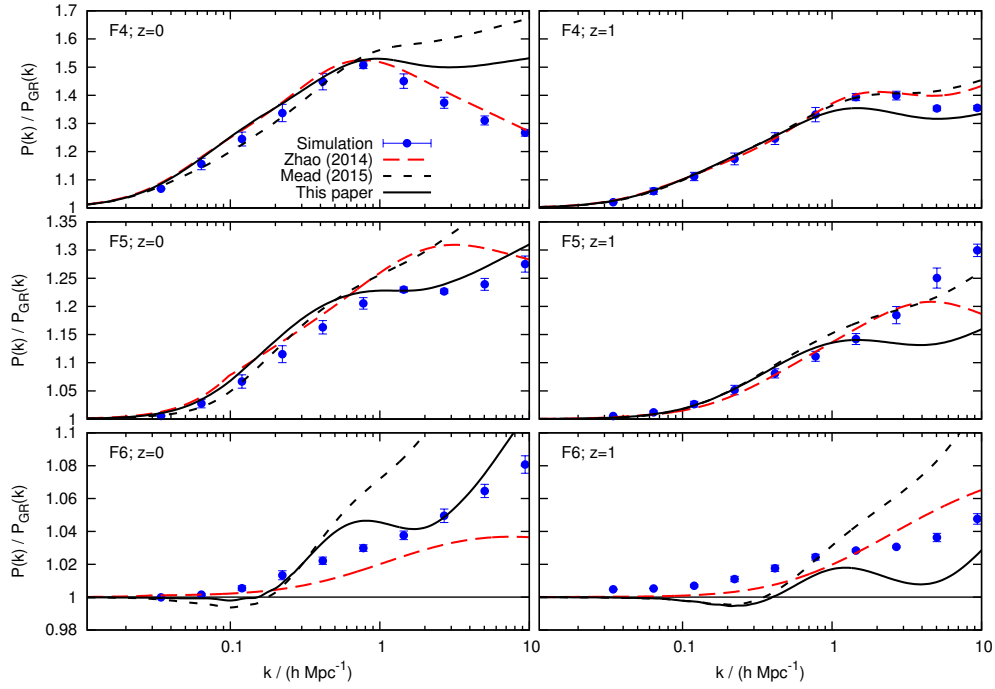 F4; z=0
F4; z=1
P(k) / P_GR(k)
1.7
1.6
1.5
1.4
1.3
1.2
1.1
1
Simulation
Zhao (2014)
Mead (2015)
This paper
F5; z=0
F5; z=1
P(k) / P_GR(k)
1.35
1.3
1.25
1.2
1.15
1.1
1.05
1
F6; z=0
F6; z=1
P(k) / P_GR(k)
1.1
1.08
1.06
1.04
1.02
1
0.98
0.1
1
10
0.1
1
10
k / (h Mpc⁻¹)
k / (h Mpc⁻¹)